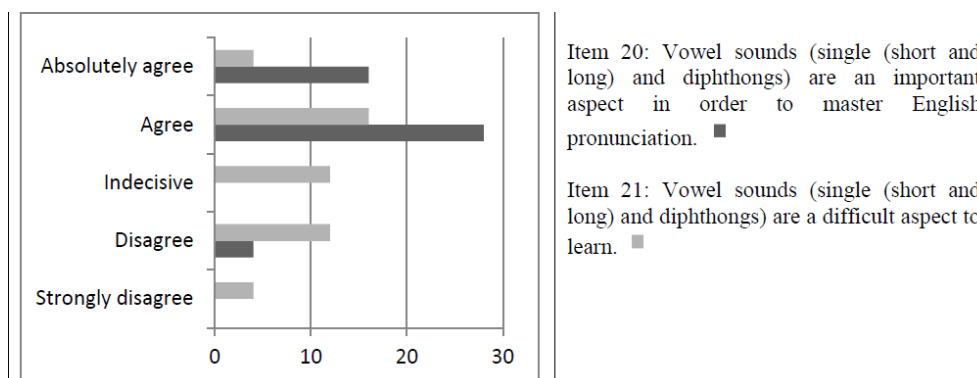 Absolutely agree
Agree
Indecisive
Disagree
Strongly disagree
0 10 20 30
Item 20: Vowel sounds (single (short and
long) and diphthongs) are an important
aspect in order to master English
pronunciation.
Item 21: Vowel sounds (single (short and
long) and diphthongs) are a difficult aspect to
learn.